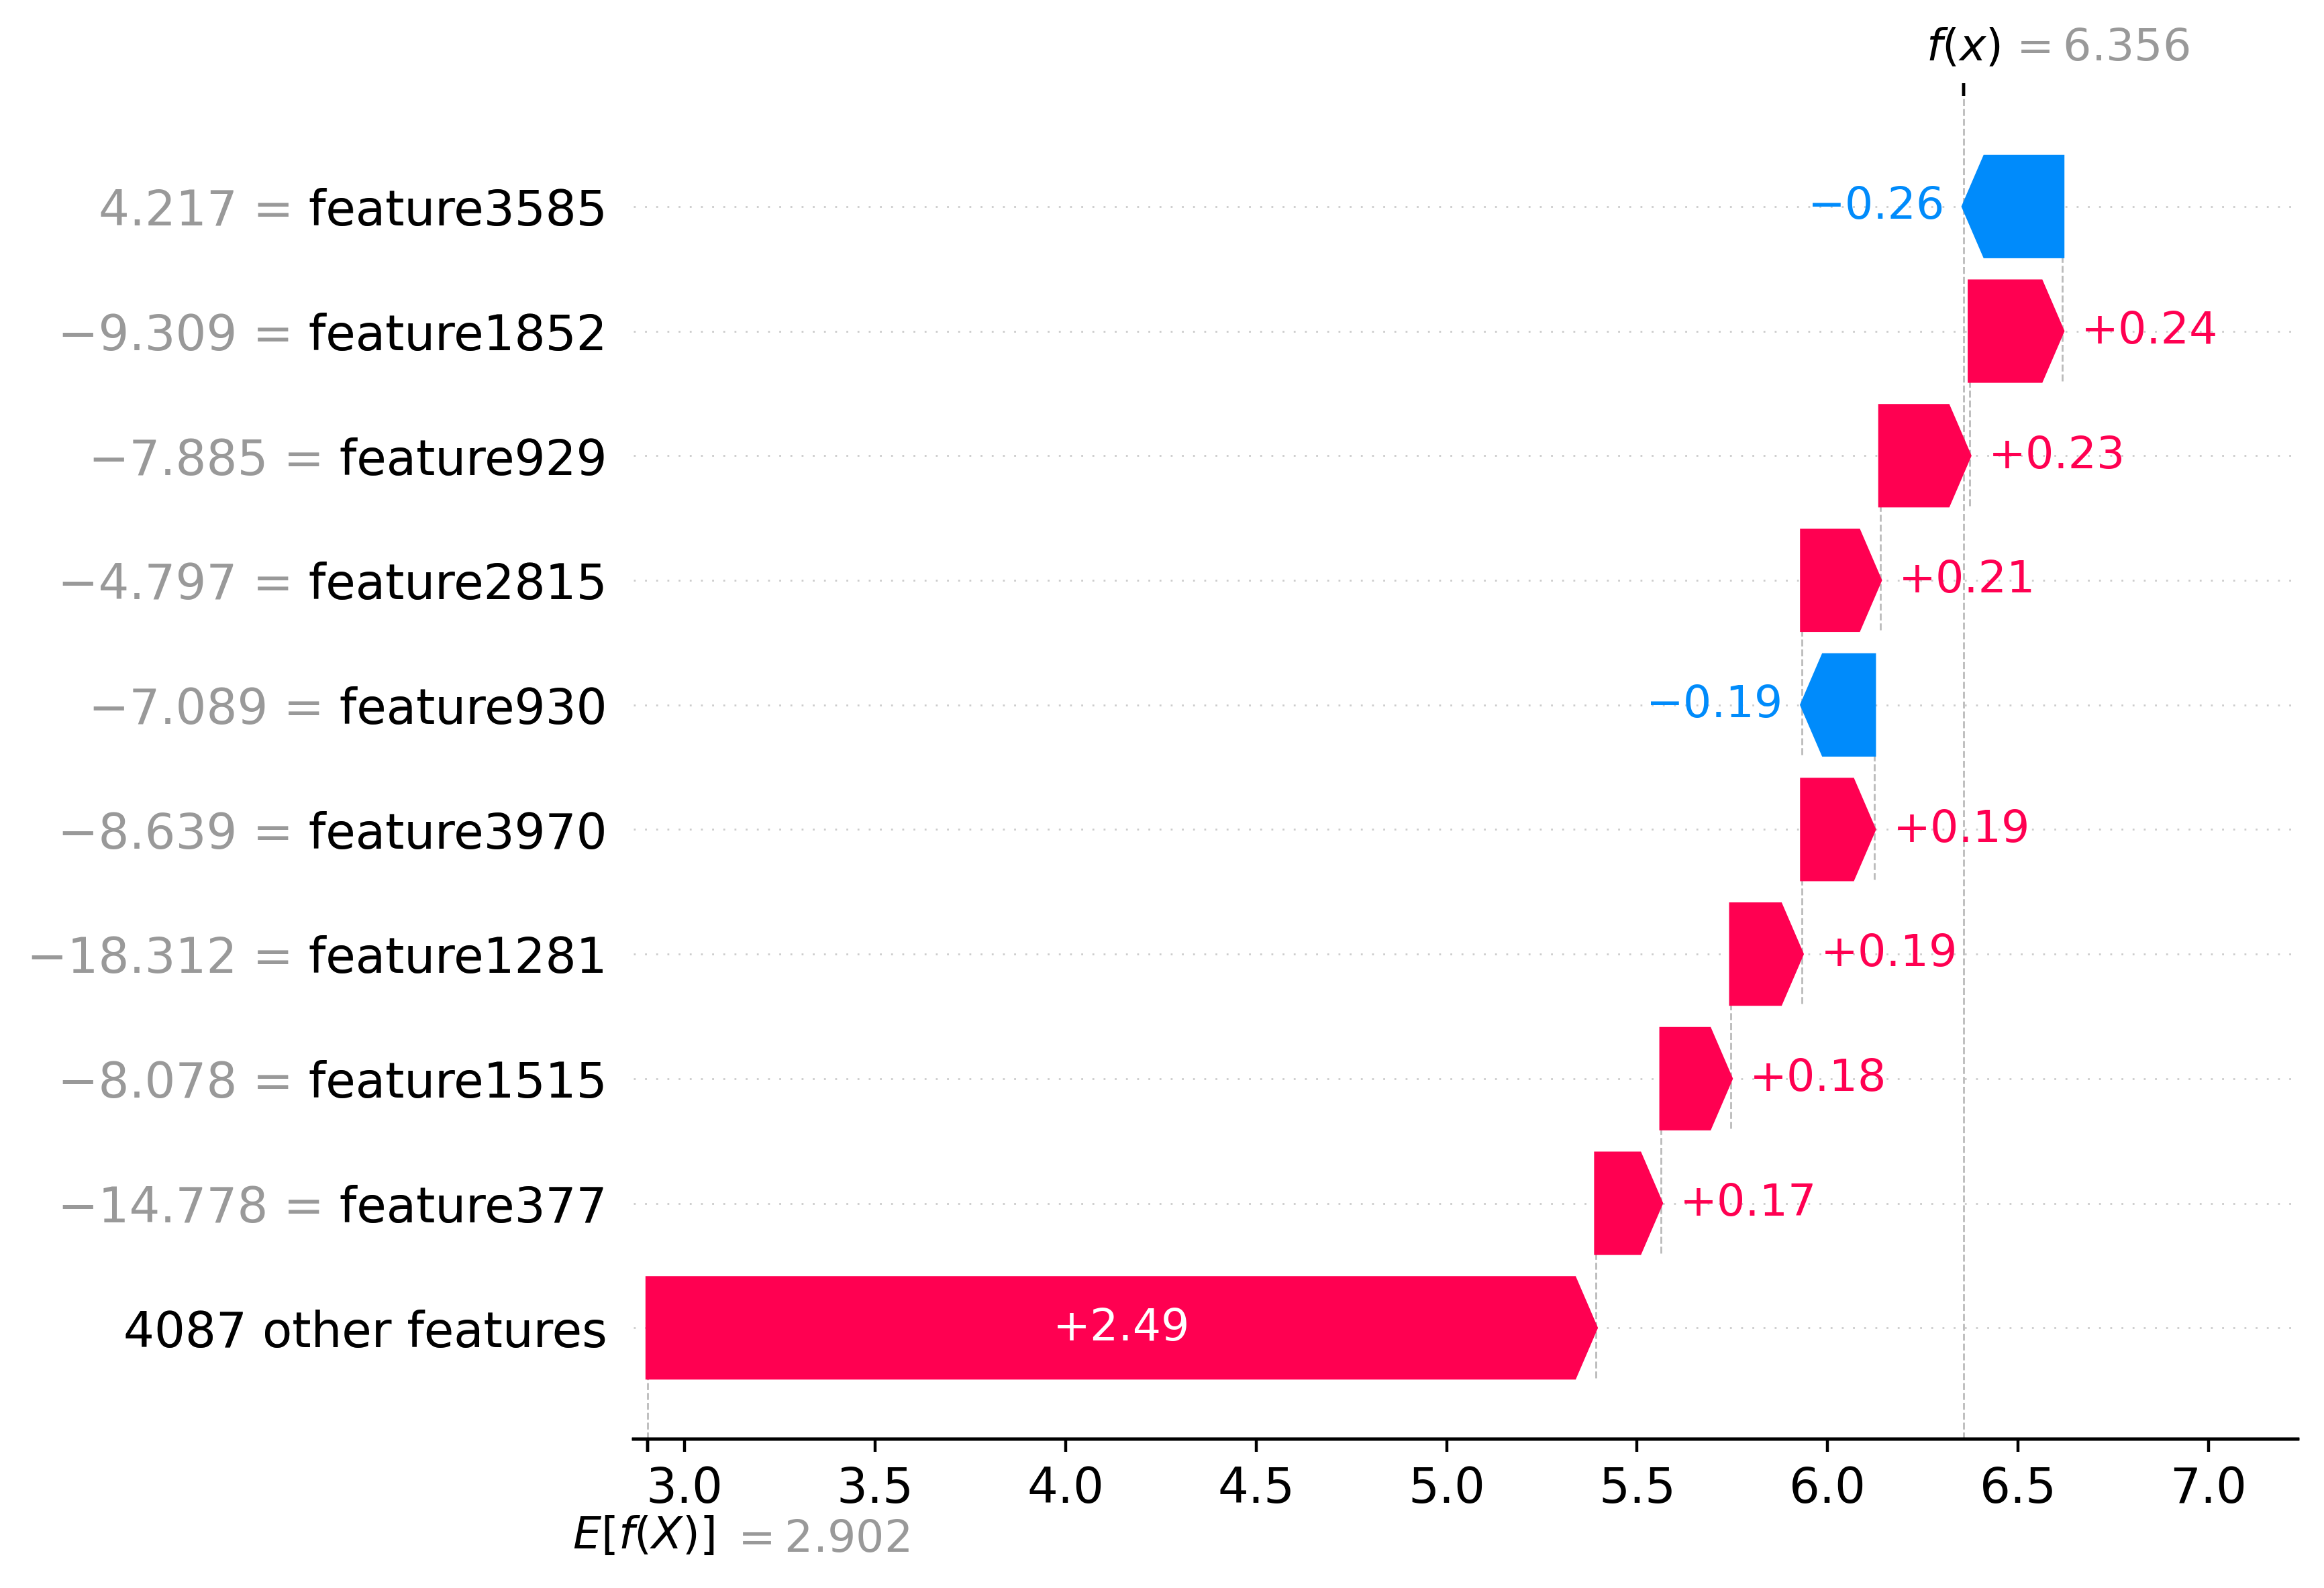 f(x) = 6.356
4.217 = feature3585
−0.26
−9.309 = feature1852
+0.24
−7.885 = feature929
+0.23
−4.797 = feature2815
+0.21
−7.089 = feature930
−0.19
−8.639 = feature3970
+0.19
−18.312 = feature1281
+0.19
−8.078 = feature1515
+0.18
−14.778 = feature377
+0.17
4087 other features
+2.49
3.0 3.5 4.0 4.5 5.0 5.5 6.0 6.5 7.0
E[f(X)] = 2.902